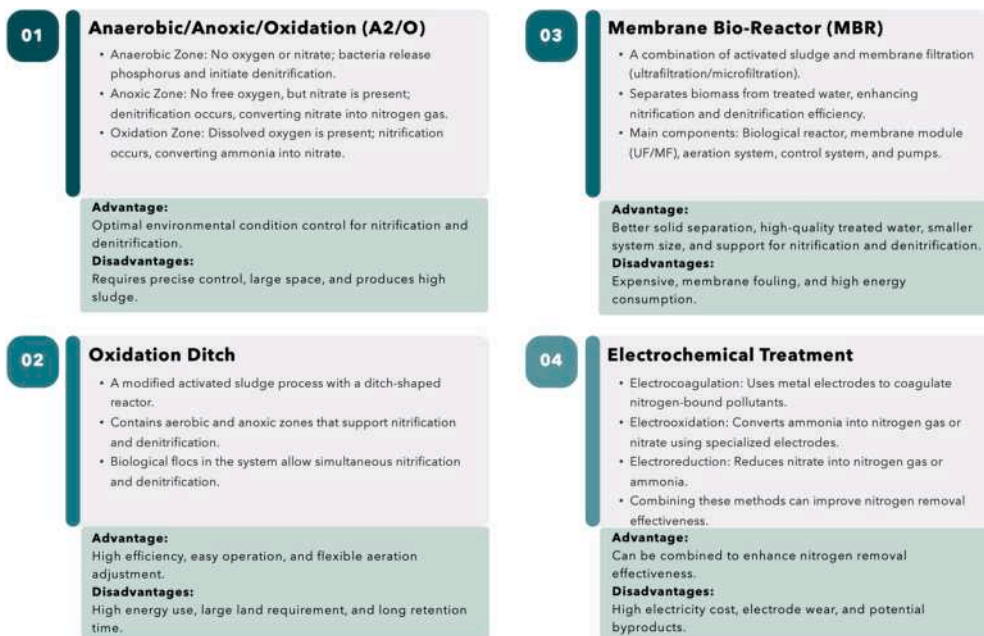 01
Anaerobic/Anoxic/Oxidation (A2/O)
• Anaerobic Zone: No oxygen or nitrate; bacteria release
phosphorus and initiate denitrification.
• Anoxic Zone: No free oxygen, but nitrate is present;
denitrification occurs, converting nitrate into nitrogen gas.
• Oxidation Zone: Dissolved oxygen is present; nitrification
occurs, converting ammonia into nitrate.
Advantage:
Optimal environmental condition control for nitrification and
denitrification.
Disadvantages:
Requires precise control, large space, and produces high
sludge.
02
Oxidation Ditch
• A modified activated sludge process with a ditch-shaped
reactor.
• Contains aerobic and anoxic zones that support nitrification
and denitrification.
• Biological flocs in the system allow simultaneous nitrification
and denitrification.
Advantage:
High efficiency, easy operation, and flexible aeration
adjustment.
Disadvantages:
High energy use, large land requirement, and long retention
time.
03
Membrane Bio-Reactor (MBR)
• A combination of activated sludge and membrane filtration
(ultrafiltration/microfiltration).
• Separates biomass from treated water, enhancing
nitrification and denitrification efficiency.
• Main components: Biological reactor, membrane module
(UF/MF), aeration system, control system, and pumps.
Advantage:
Better solid separation, high-quality treated water, smaller
system size, and support for nitrification and denitrification.
Disadvantages:
Expensive, membrane fouling, and high energy
consumption.
04
Electrochemical Treatment
• Electrocoagulation: Uses metal electrodes to coagulate
nitrogen-bound pollutants.
• Electrooxidation: Converts ammonia into nitrogen gas or
nitrate using specialized electrodes.
• Electroreduction: Reduces nitrate into nitrogen gas or
ammonia.
• Combining these methods can improve nitrogen removal
effectiveness.
Advantage:
Can be combined to enhance nitrogen removal
effectiveness.
Disadvantages:
High electricity cost, electrode wear, and potential
byproducts.